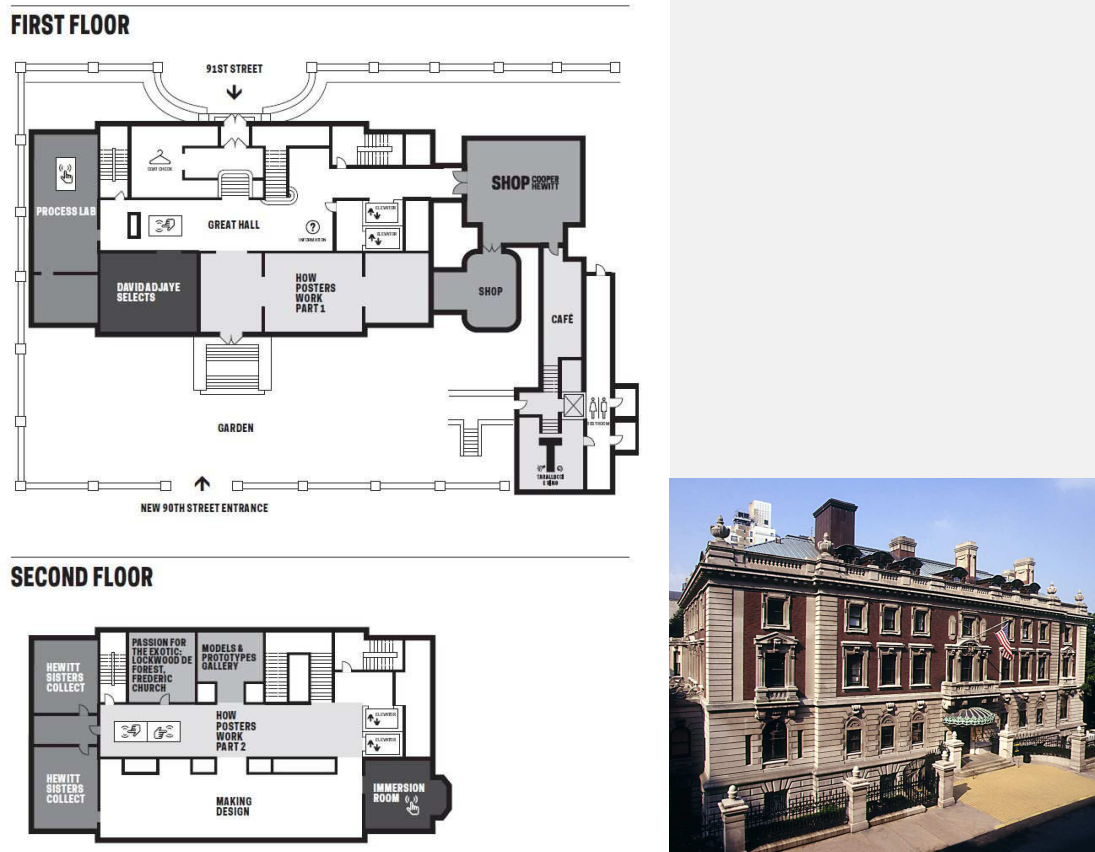 FIRST FLOOR
91ST STREET
COAT CHECK
PROCESS LAB
GREAT HALL
INFORMATION
ELEVATOR
ELEVATOR
SHOP COOPER
HEWITT
DAVID ADJAYE
SELECTS
HOW
POSTERS
WORK
PART 1
SHOP
CAFÉ
RESTROOM
T
TARALLUCCI
E VINO
GARDEN
NEW 90TH STREET ENTRANCE
SECOND FLOOR
HEWITT
SISTERS
COLLECT
PASSION FOR
THE EXOTIC:
LOCKWOOD DE
FOREST,
FREDERIC
CHURCH
MODELS &
PROTOTYPES
GALLERY
HOW
POSTERS
WORK
PART 2
ELEVATOR
ELEVATOR
HEWITT
SISTERS
COLLECT
MAKING
DESIGN
IMMERSION
ROOM